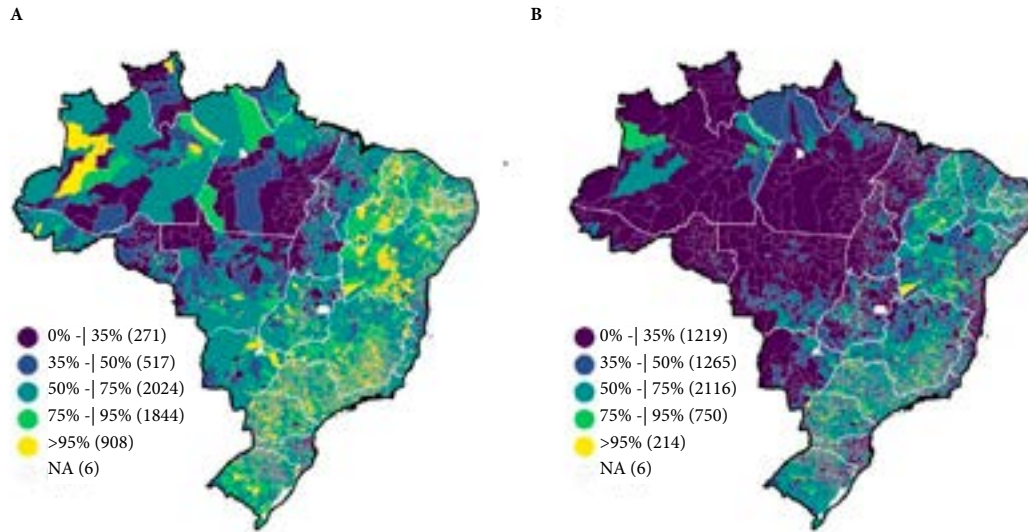 A
0% -| 35% (271)
35% -| 50% (517)
50% -| 75% (2024)
75% -| 95% (1844)
>95% (908)
NA (6)
B
0% -| 35% (1219)
35% -| 50% (1265)
50% -| 75% (2116)
75% -| 95% (750)
>95% (214)
NA (6)